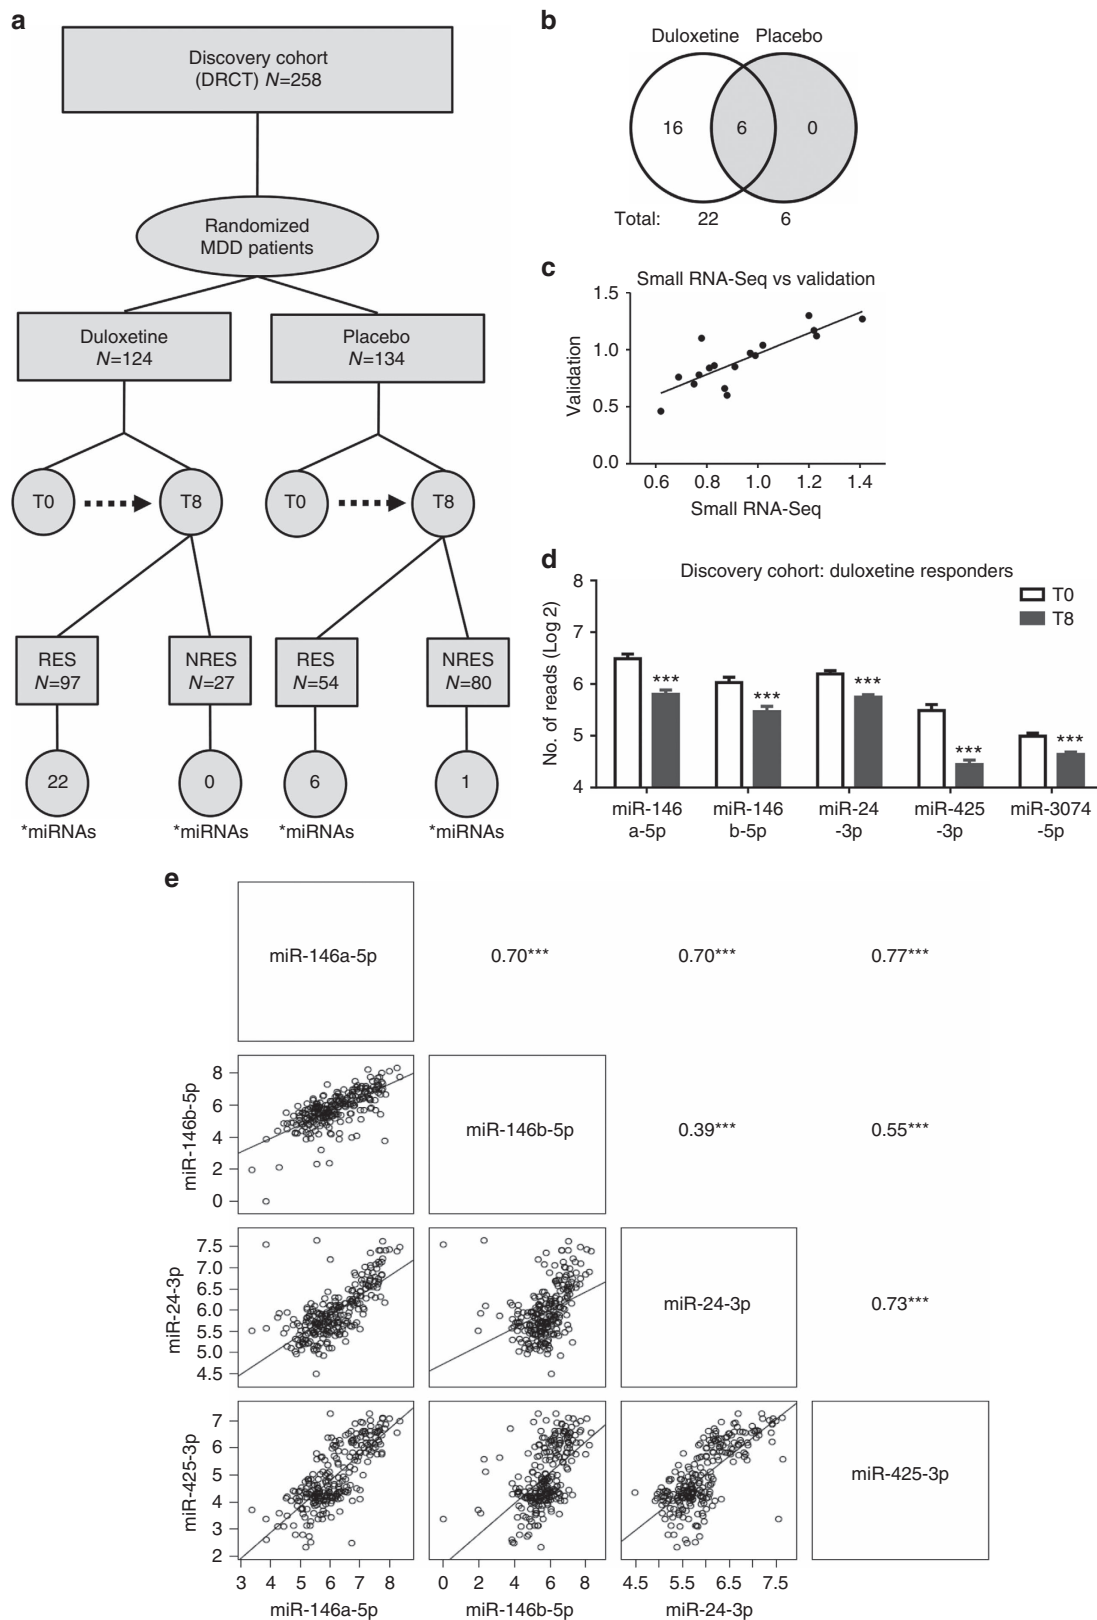 a
Discovery cohort
(DRCT) N=258
Randomized
MDD patients
Duloxetine
N=124
Placebo
N=134
T0
T8
T0
T8
RES
N=97
NRES
N=27
RES
N=54
NRES
N=80
22
0
6
1
*miRNAs
*miRNAs
*miRNAs
*miRNAs
b
Duloxetine Placebo
16 6 0
Total: 22 6
c
Small RNA-Seq vs validation
Validation
1.5
1.0
0.5
0.0
0.6 0.8 1.0 1.2 1.4
Small RNA-Seq
d
Discovery cohort: duloxetine responders
No. of reads (Log 2)
8
7
6
5
4
T0
T8
***
***
***
***
***
miR-146
a-5p
miR-146
b-5p
miR-24
-3p
miR-425
-3p
miR-3074
-5p
e
miR-146a-5p
0.70***
0.70***
0.77***
miR-146b-5p
8
6
4
2
0
miR-146b-5p
0.39***
0.55***
miR-24-3p
7.5
7.0
6.5
6.0
5.5
5.0
4.5
miR-24-3p
0.73***
miR-425-3p
7
6
5
4
3
2
miR-425-3p
3 4 5 6 7 8
miR-146a-5p
0 2 4 6 8
miR-146b-5p
4.5 5.5 6.5 7.5
miR-24-3p